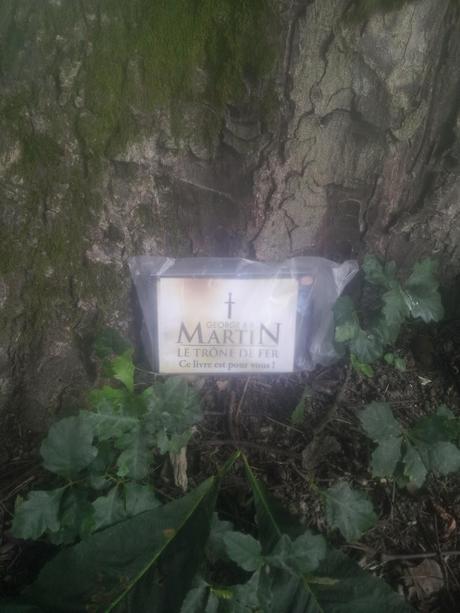 GEORGE R.R.
MARTIN
LE TRÔNE DE FER
Ce livre est pour vous !